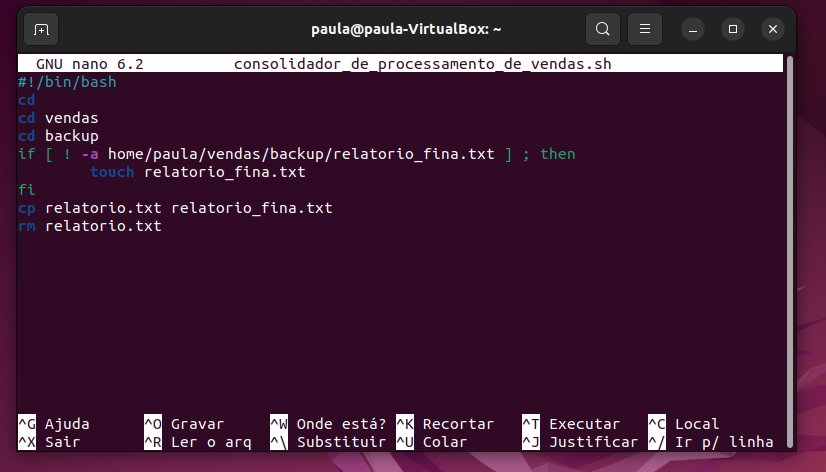 paula@paula-VirtualBox: ~
GNU nano 6.2 consolidador_de_processamento_de_vendas.sh
#!/bin/bash
cd
cd vendas
cd backup
if [ ! -a home/paula/vendas/backup/relatorio_fina.txt ] ; then
touch relatorio_fina.txt
fi
cp relatorio.txt relatorio_fina.txt
rm relatorio.txt
^G Ajuda ^O Gravar ^W Onde está? ^K Recortar ^T Executar ^C Local
^X Sair ^R Ler o arq ^\ Substituir ^U Colar ^J Justificar ^/ Ir p/ linha